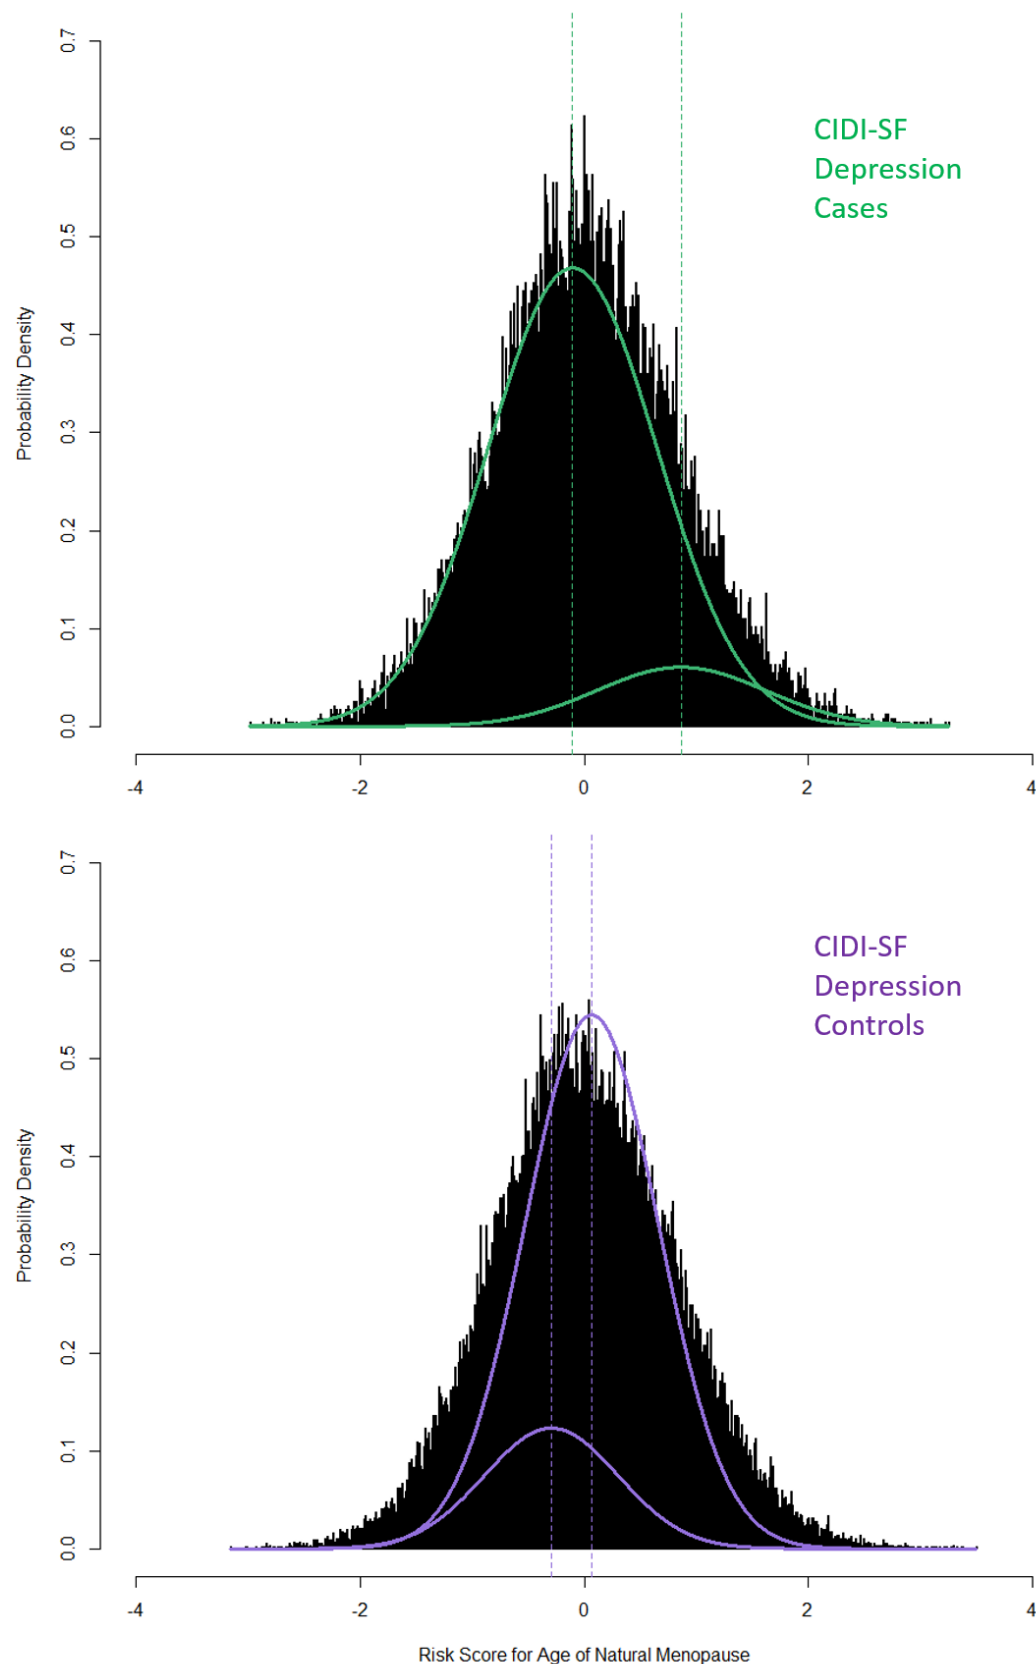 0.7
0.6
0.5
0.4
0.3
0.2
0.1
0.0
Probability Density
CIDI-SF
Depression
Cases
-4 -2 0 2 4
0.7
0.6
0.5
0.4
0.3
0.2
0.1
0.0
Probability Density
CIDI-SF
Depression
Controls
-4 -2 0 2 4
Risk Score for Age of Natural Menopause